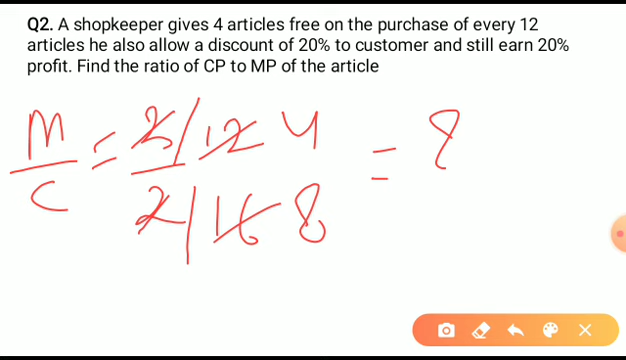 Q2. A shopkeeper gives 4 articles free on the purchase of every 12
articles he also allow a discount of 20% to customer and still earn 20%
profit. Find the ratio of CP to MP of the article
M/C = 3/12 4 = 8
2/16 8